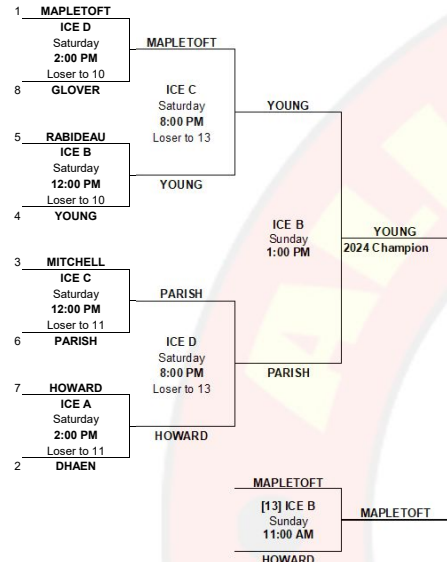 1 MAPLETOFT
ICE D
Saturday
2:00 PM
Loser to 10
8 GLOVER
MAPLETOFT
ICE C
Saturday
8:00 PM
Loser to 13
YOUNG
5 RABIDEAU
ICE B
Saturday
12:00 PM
Loser to 10
4 YOUNG
YOUNG
ICE B
Sunday
1:00 PM
YOUNG
2024 Champion
3 MITCHELL
ICE C
Saturday
12:00 PM
Loser to 11
6 PARISH
PARISH
ICE D
Saturday
8:00 PM
Loser to 13
PARISH
7 HOWARD
ICE A
Saturday
2:00 PM
Loser to 11
2 DHAEN
HOWARD
MAPLETOFT
[13] ICE B
Sunday
11:00 AM
MAPLETOFT
HOWARD